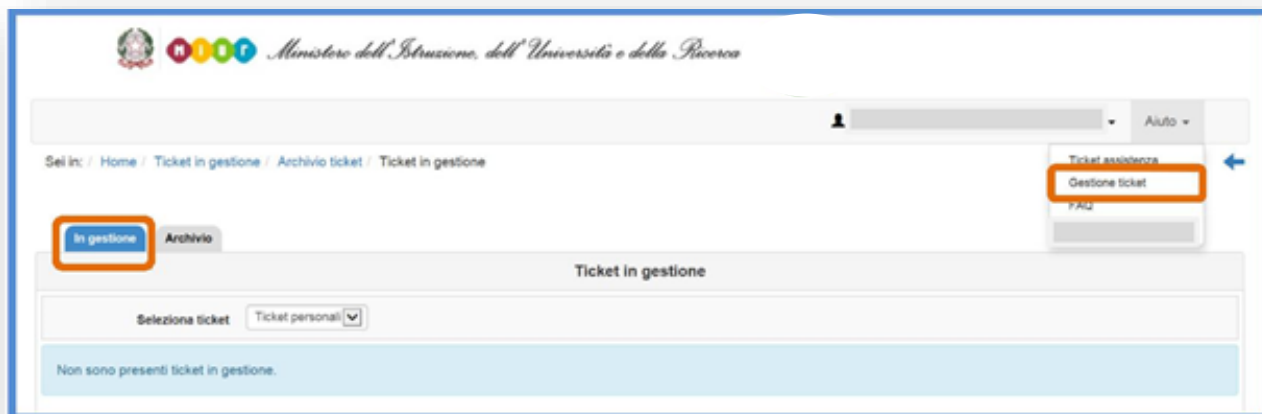 MIUR Ministero dell'Istruzione, dell'Università e della Ricerca
Aiuto
Sei in: / Home / Ticket in gestione / Archivio ticket / Ticket in gestione
Ticket assistenza
Gestione ticket
FAQ
In gestione Archivio
Ticket in gestione
Seleziona ticket Ticket personali
Non sono presenti ticket in gestione.